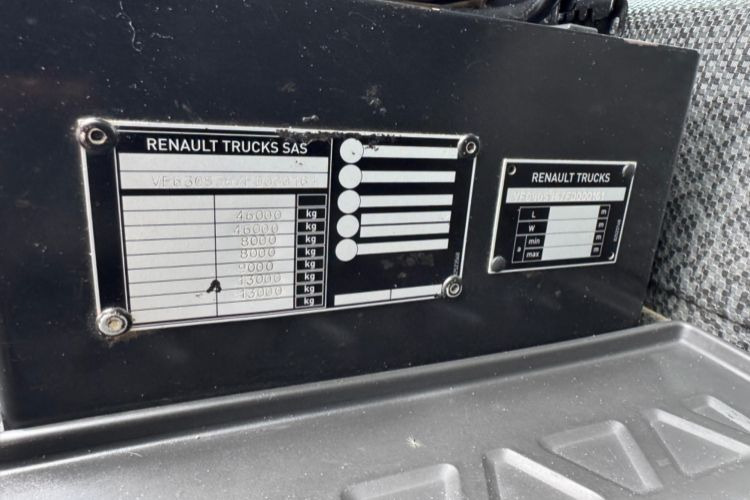 RENAULT TRUCKS SAS
46000 kg
46000 kg
8000 kg
8000 kg
9000 kg
13000 kg
13000 kg
RENAULT TRUCKS
L m
W m
a min m
max m